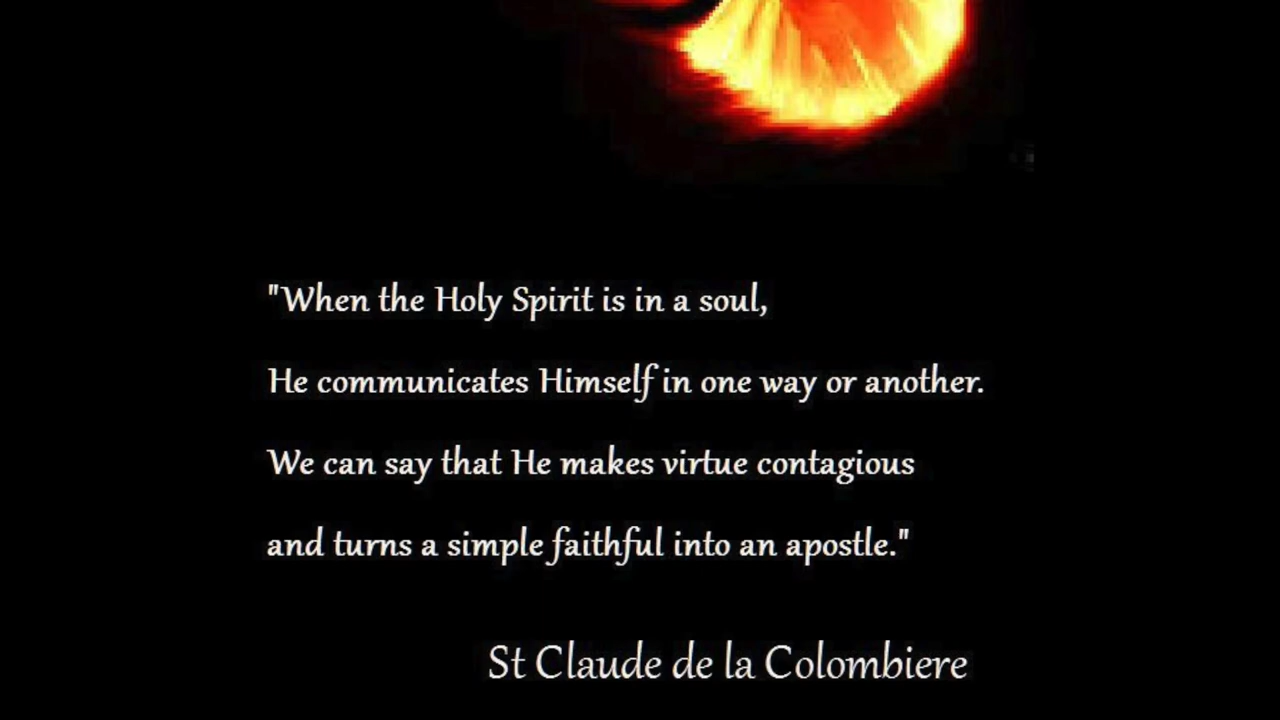 "When the Holy Spirit is in a soul,
He communicates Himself in one way or another.
We can say that He makes virtue contagious
and turns a simple faithful into an apostle."
St Claude de la Colombiere